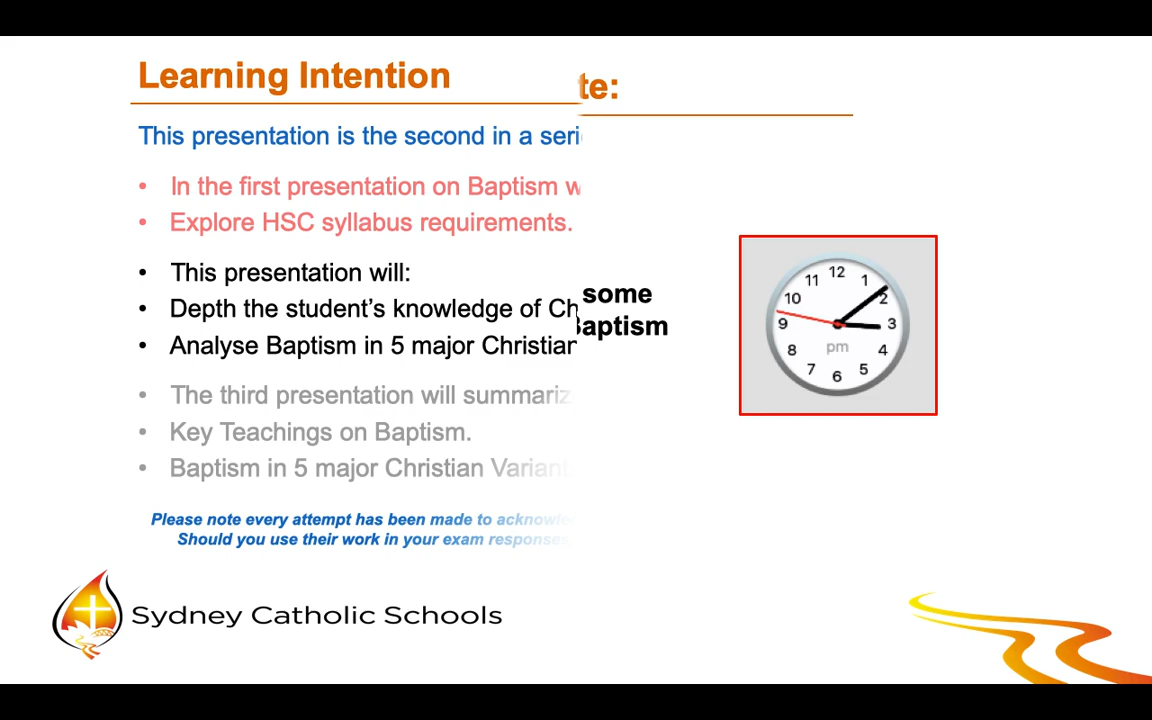 Learning Intention
te:
This presentation is the second in a seri
• In the first presentation on Baptism w
• Explore HSC syllabus requirements.
• This presentation will:
• Depth the student's knowledge of Ch
• Analyse Baptism in 5 major Christian
some
Baptism
• The third presentation will summariz
• Key Teachings on Baptism.
• Baptism in 5 major Christian Variant
Please note every attempt has been made to acknowle
Should you use their work in your exam responses,
12
11 1
10 2
9 3
pm
8 4
7 5
6
Sydney Catholic Schools